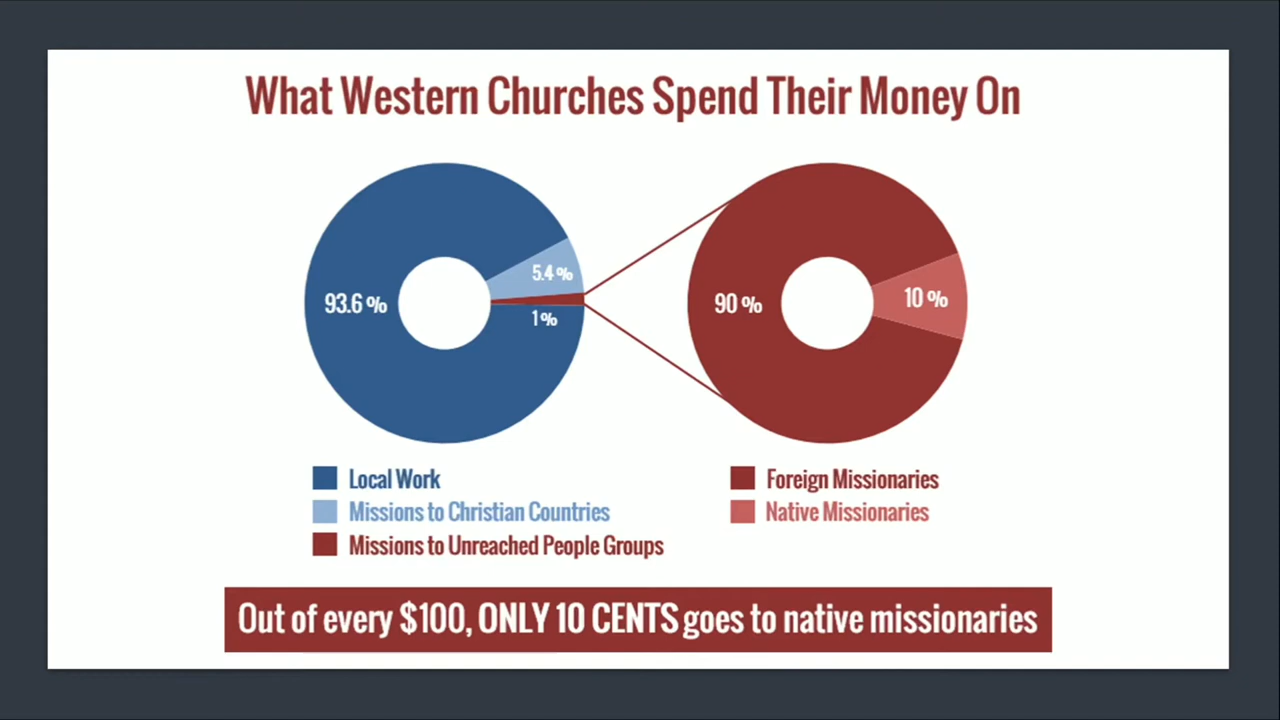 What Western Churches Spend Their Money On
93.6 %
5.4 %
1 %
90 %
10 %
Local Work
Missions to Christian Countries
Missions to Unreached People Groups
Foreign Missionaries
Native Missionaries
Out of every $100, ONLY 10 CENTS goes to native missionaries